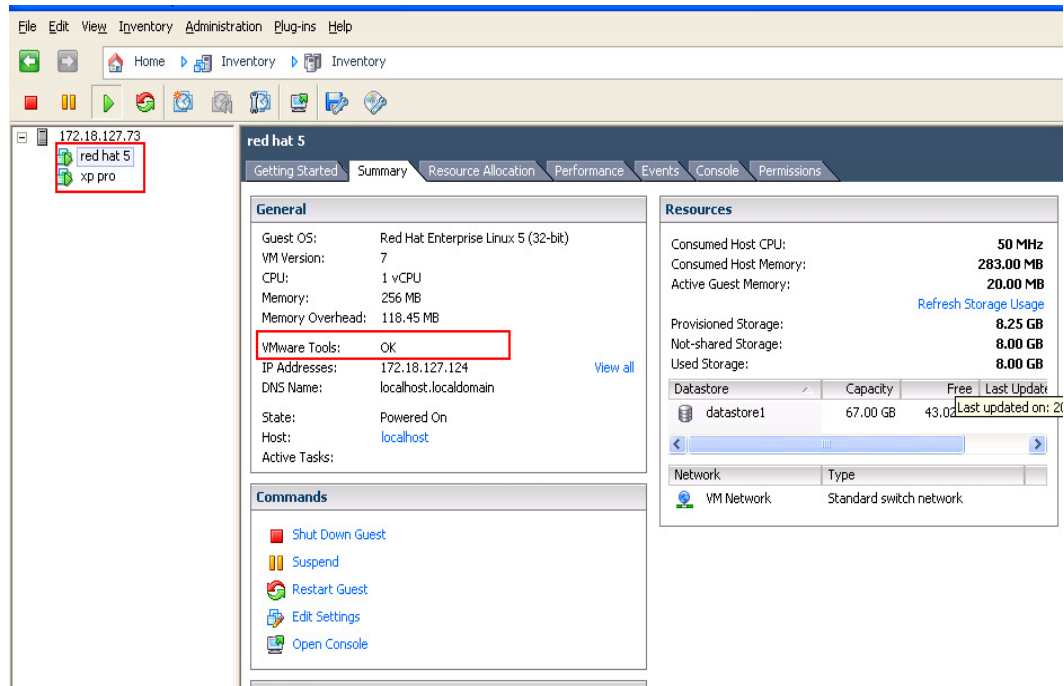 File Edit View Inventory Administration Plug-ins Help
Home Inventory Inventory
172.18.127.73
red hat 5
xp pro
red hat 5
Getting Started Summary Resource Allocation Performance Events Console Permissions
General
Guest OS: Red Hat Enterprise Linux 5 (32-bit)
VM Version: 7
CPU: 1 vCPU
Memory: 256 MB
Memory Overhead: 118.45 MB
VMware Tools: OK
IP Addresses: 172.18.127.124 View all
DNS Name: localhost.localdomain
State: Powered On
Host: localhost
Active Tasks:
Commands
Shut Down Guest
Suspend
Restart Guest
Edit Settings
Open Console
Resources
Consumed Host CPU: 50 MHz
Consumed Host Memory: 283.00 MB
Active Guest Memory: 20.00 MB
Refresh Storage Usage
Provisioned Storage: 8.25 GB
Not-shared Storage: 8.00 GB
Used Storage: 8.00 GB
Datastore Capacity Free Last Update
datastore1 67.00 GB 43.02
Last updated on: 20
Network Type
VM Network Standard switch network